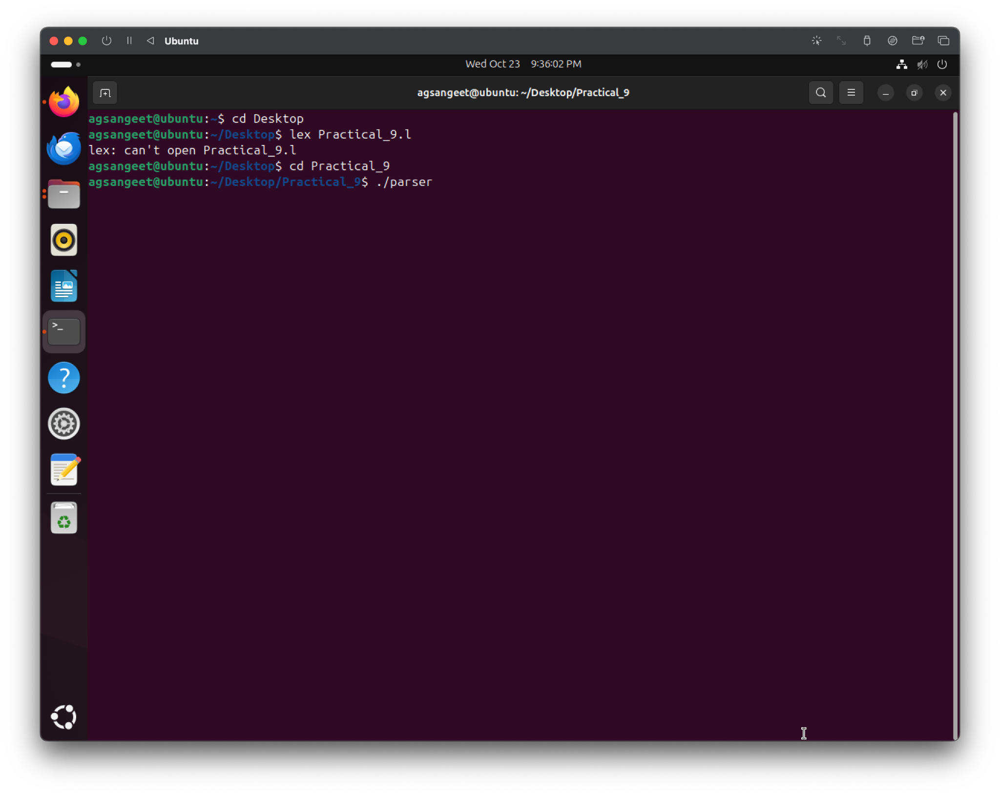 Ubuntu
Wed Oct 23 9:36:02 PM
agsangeet@ubuntu: ~/Desktop/Practical_9
agsangeet@ubuntu:~$ cd Desktop
agsangeet@ubuntu:~/Desktop$ lex Practical_9.l
lex: can't open Practical_9.l
agsangeet@ubuntu:~/Desktop$ cd Practical_9
agsangeet@ubuntu:~/Desktop/Practical_9$ ./parser